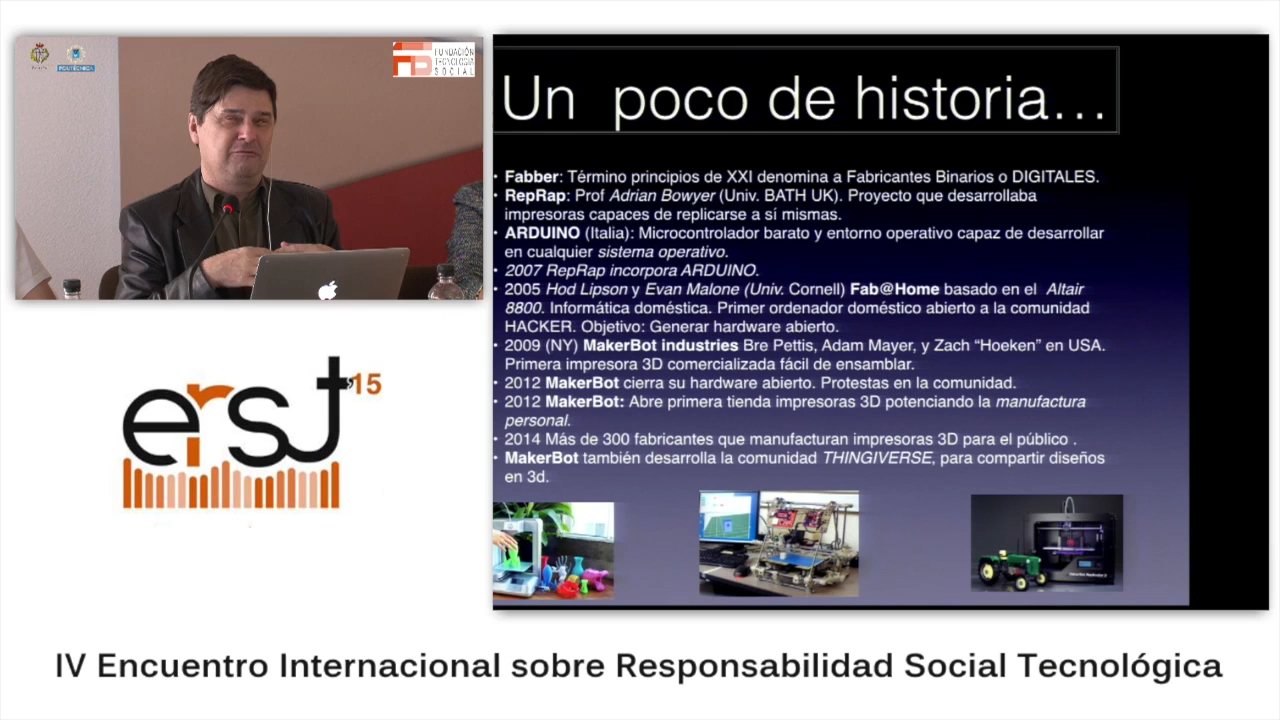 POLITÉCNICA
FUNDACIÓN
TECNOLOGÍA
SOCIAL
Un poco de historia…
• Fabber: Término principios de XXI denomina a Fabricantes Binarios o DIGITALES.
• RepRap: Prof Adrian Bowyer (Univ. BATH UK). Proyecto que desarrollaba
impresoras capaces de replicarse a sí mismas.
• ARDUINO (Italia): Microcontrolador barato y entorno operativo capaz de desarrollar
en cualquier sistema operativo.
• 2007 RepRap incorpora ARDUINO.
• 2005 Hod Lipson y Evan Malone (Univ. Cornell) Fab@Home basado en el Altair
8800. Informática doméstica. Primer ordenador doméstico abierto a la comunidad
HACKER. Objetivo: Generar hardware abierto.
• 2009 (NY) MakerBot industries Bre Pettis, Adam Mayer, y Zach “Hoeken” en USA.
Primera impresora 3D comercializada fácil de ensamblar.
• 2012 MakerBot cierra su hardware abierto. Protestas en la comunidad.
• 2012 MakerBot: Abre primera tienda impresoras 3D potenciando la manufactura
personal.
• 2014 Más de 300 fabricantes que manufacturan impresoras 3D para el público .
• MakerBot también desarrolla la comunidad THINGIVERSE, para compartir diseños
en 3d.
erst '15
IV Encuentro Internacional sobre Responsabilidad Social Tecnológica